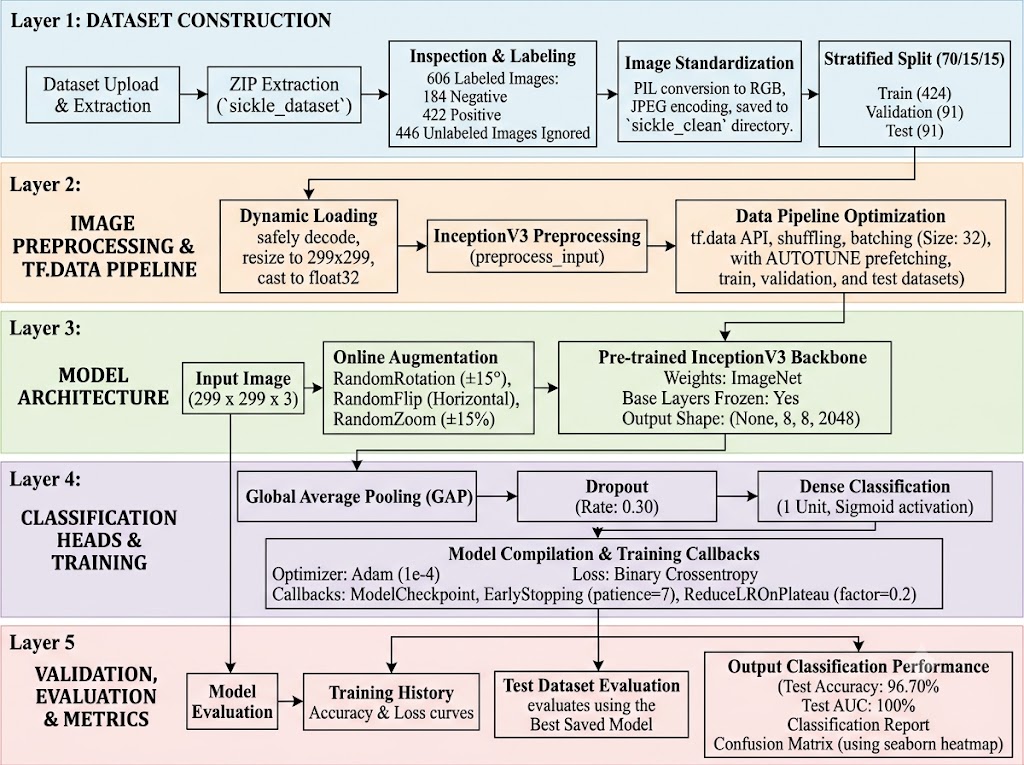 Layer 1: DATASET CONSTRUCTION
Dataset Upload
& Extraction
ZIP Extraction
(`sickle_dataset`)
Inspection & Labeling
606 Labeled Images:
184 Negative
422 Positive
446 Unlabeled Images Ignored
Image Standardization
PIL conversion to RGB,
JPEG encoding, saved to
`sickle_clean` directory.
Stratified Split (70/15/15)
Train (424)
Validation (91)
Test (91)
Layer 2:
IMAGE
PREPROCESSING &
TF.DATA PIPELINE
Dynamic Loading
safely decode,
resize to 299x299,
cast to float32
InceptionV3 Preprocessing
(preprocess_input)
Data Pipeline Optimization
tf.data API, shuffling, batching (Size: 32),
with AUTOTUNE prefetching,
train, validation, and test datasets)
Layer 3:
MODEL
ARCHITECTURE
Input Image
(299 x 299 x 3)
Online Augmentation
RandomRotation (±15°),
RandomFlip (Horizontal),
RandomZoom (±15%)
Pre-trained InceptionV3 Backbone
Weights: ImageNet
Base Layers Frozen: Yes
Output Shape: (None, 8, 8, 2048)
Layer 4:
CLASSIFICATION
HEADS &
TRAINING
Global Average Pooling (GAP)
Dropout
(Rate: 0.30)
Dense Classification
(1 Unit, Sigmoid activation)
Model Compilation & Training Callbacks
Optimizer: Adam (1e-4) Loss: Binary Crossentropy
Callbacks: ModelCheckpoint, EarlyStopping (patience=7), ReduceLROnPlateau (factor=0.2)
Layer 5
VALIDATION,
EVALUATION
& METRICS
Model
Evaluation
Training History
Accuracy & Loss curves
Test Dataset Evaluation
evaluates using the
Best Saved Model
Output Classification Performance
(Test Accuracy: 96.70%
Test AUC: 100%
Classification Report
Confusion Matrix (using seaborn heatmap)